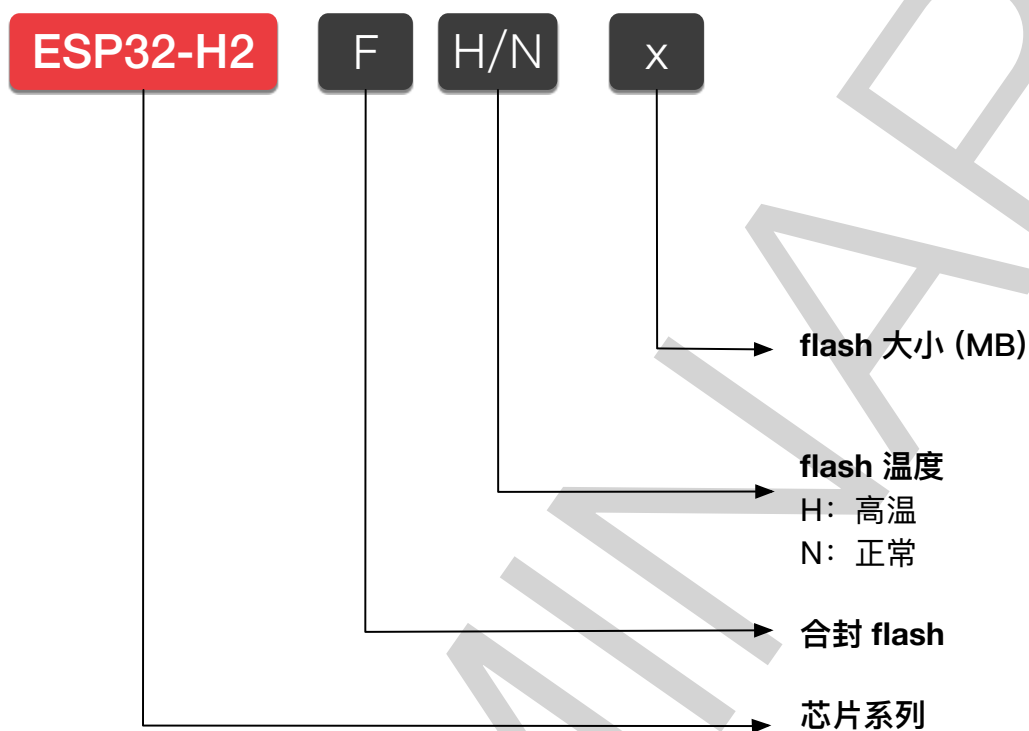 ESP32-H2 F H/N x
flash 大小 (MB)
flash 温度
H：高温
N：正常
合封 flash
芯片系列